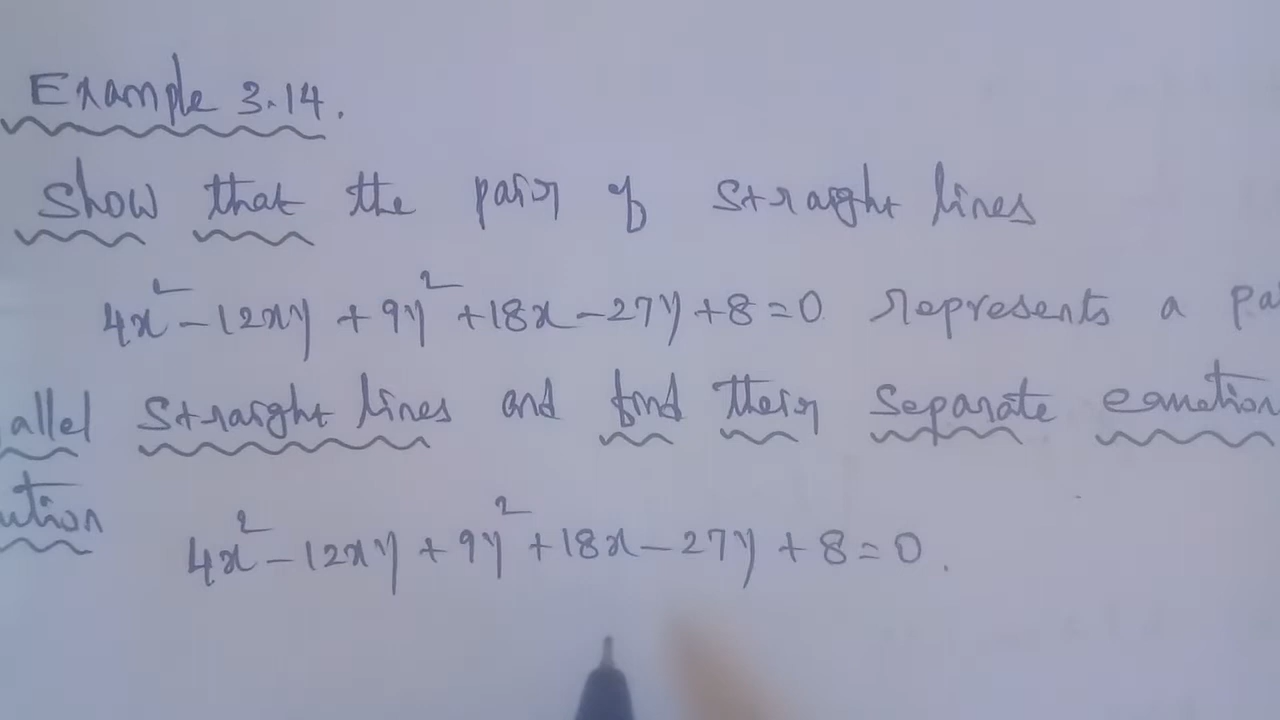 Example 3.14.
Show that the pair of straight lines
4x² - 12xy + 9y² + 18x - 27y + 8 = 0 represents a pa
allel straight lines and find their separate eauation
ution
4x² - 12xy + 9y² + 18x - 27y + 8 = 0.